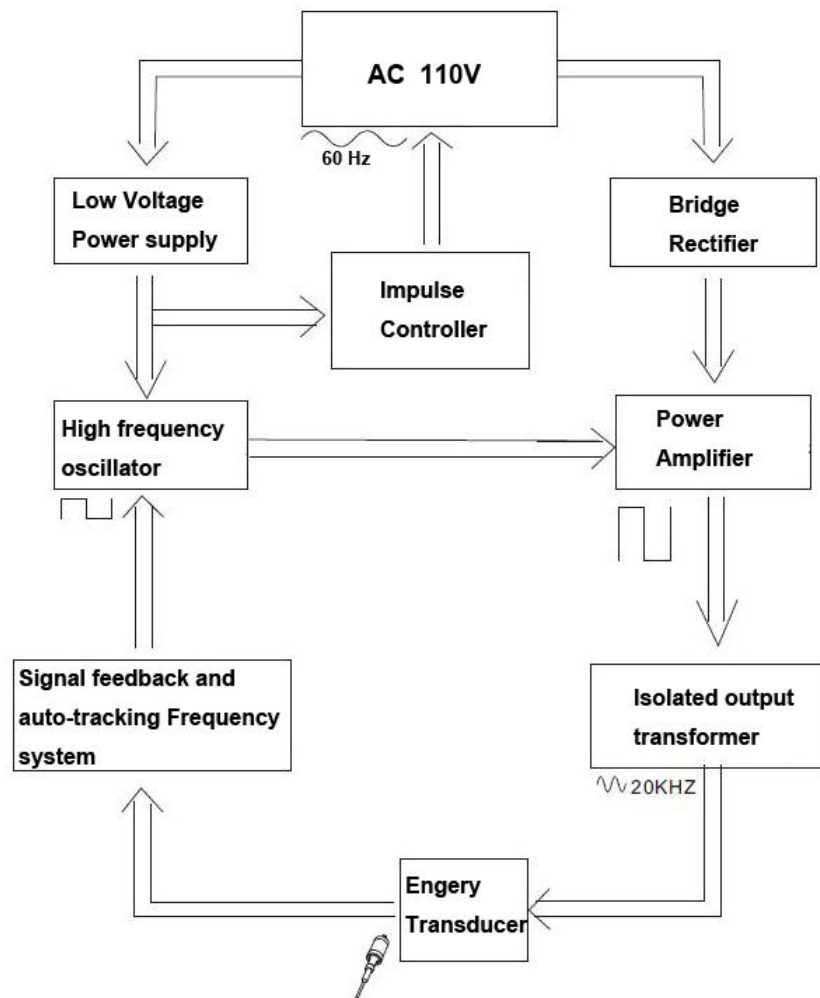 AC 110V
60 Hz
Low Voltage
Power supply
Bridge
Rectifier
Impulse
Controller
High frequency
oscillator
Power
Amplifier
Signal feedback and
auto-tracking Frequency
system
Isolated output
transformer
20KHZ
Engery
Transducer